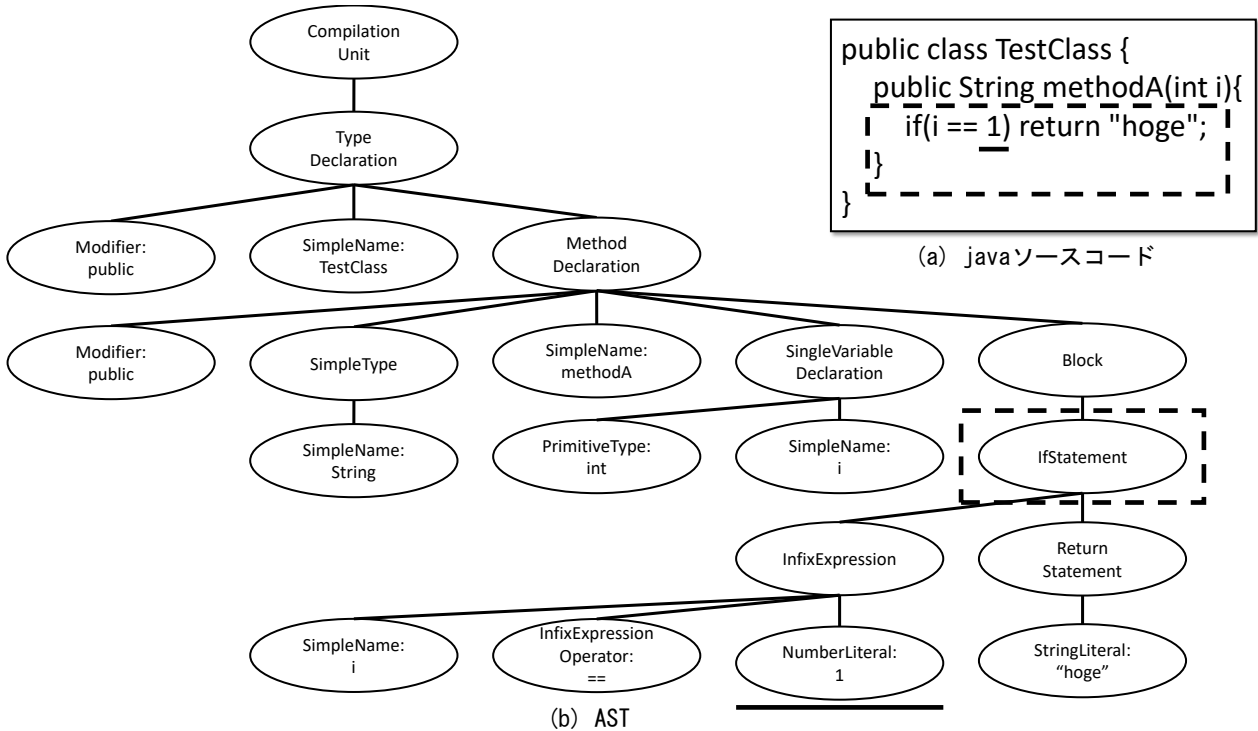 Compilation
Unit
public class TestClass {
public String methodA(int i){
if(i == 1) return "hoge";
}
}
(a) javaソースコード
Type
Declaration
Modifier:
public
SimpleName:
TestClass
Method
Declaration
Modifier:
public
SimpleType
SimpleName:
methodA
SingleVariable
Declaration
Block
SimpleName:
String
PrimitiveType:
int
SimpleName:
i
IfStatement
InfixExpression
Return
Statement
SimpleName:
i
InfixExpression
Operator:
==
NumberLiteral:
1
StringLiteral:
“hoge”
(b) AST